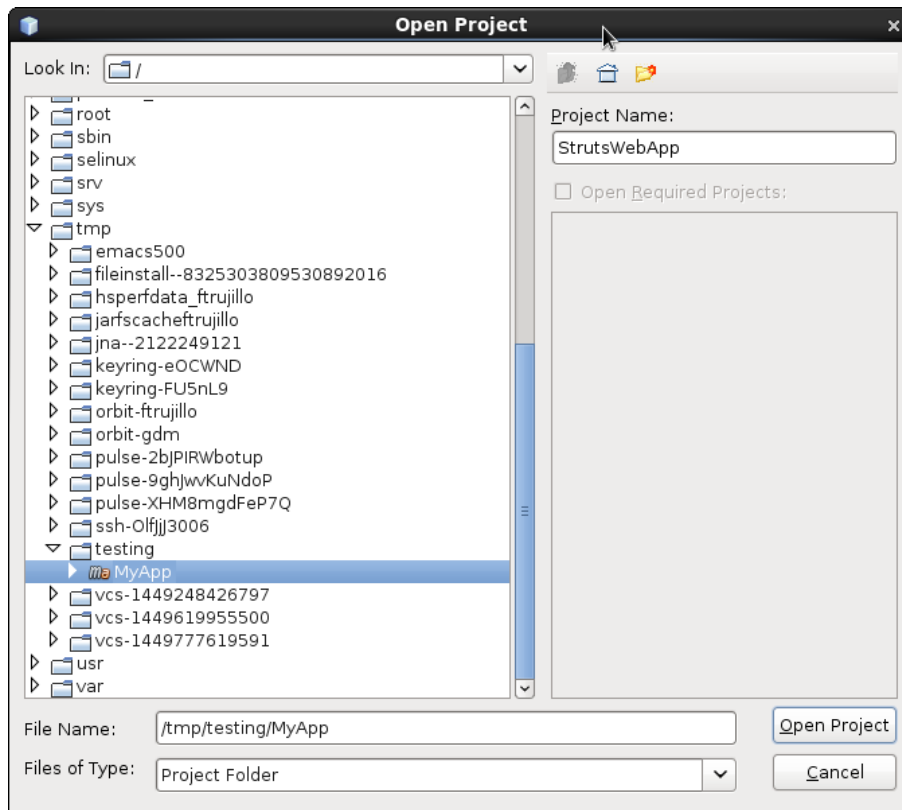 Open Project
Look In: /
root
sbin
selinux
srv
sys
tmp
emacs500
fileinstall--8325303809530892016
hsperfdata_ftrujillo
jarfscacheftrujillo
jna--2122249121
keyring-eOCWND
keyring-FU5nL9
orbit-ftrujillo
orbit-gdm
pulse-2bJPIRWbotup
pulse-9ghJwvKuNdoP
pulse-XHM8mgdFeP7Q
ssh-OlfJjJ3006
testing
ma MyApp
vcs-1449248426797
vcs-1449619955500
vcs-1449777619591
usr
var
Project Name:
StrutsWebApp
Open Required Projects:
File Name: /tmp/testing/MyApp
Open Project
Files of Type: Project Folder
Cancel